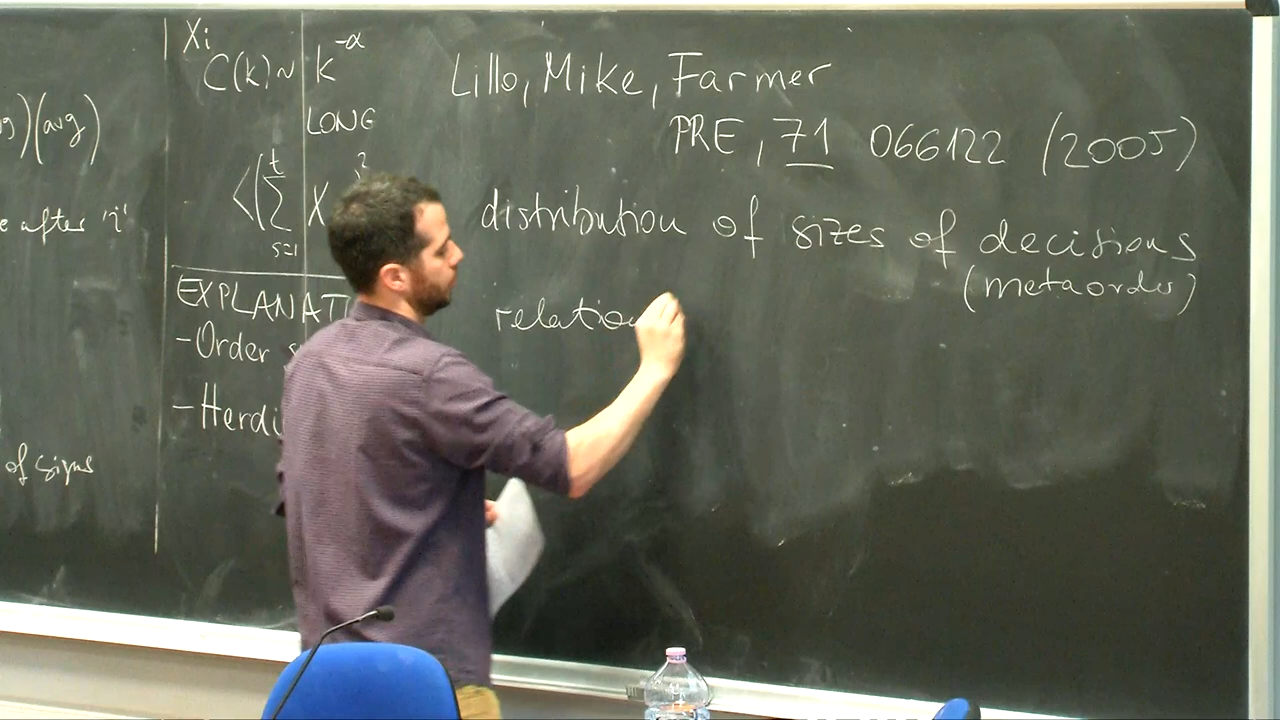 g)(avg)
e after 'i'
of signs
Xi
C(k)~ k^-α
LONG
<(∑ X
t
s=1
2
EXPLANAT
-Order s
-Herdi
Lillo, Mike, Farmer
PRE, 71 066122 (2005)
distribution of sizes of decisions
(metaorder)
relation